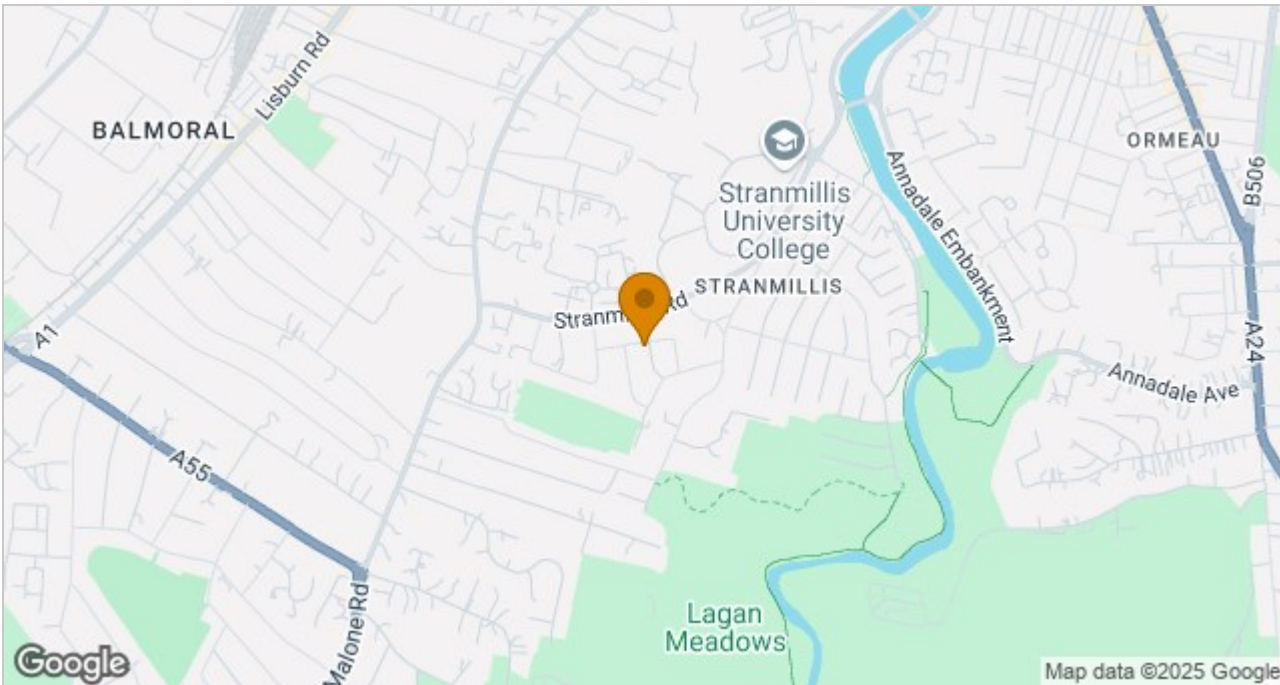 Lisburn Rd
BALMORAL
ORMEAU
B506
Annadale Embankment
Stranmillis
University
College
STRANMILLIS
Rd
A1
A24
Annadale Ave
A55
Malone Rd
Lagan
Meadows
Google
Map data ©2025 Google